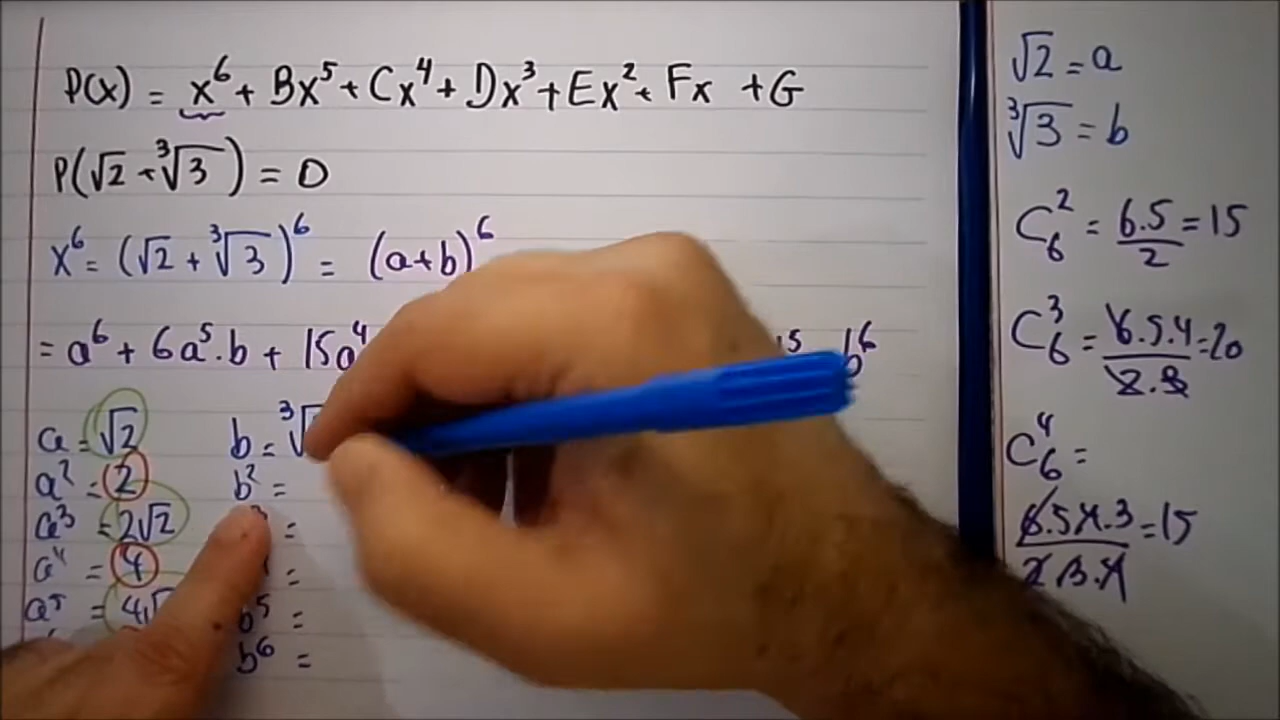 P(x) = x⁶ + Bx⁵ + Cx⁴ + Dx³ + Ex² + Fx + G
P(√2 + ∛3) = 0
x⁶ = (√2 + ∛3)⁶ = (a+b)⁶
= a⁶ + 6a⁵.b + 15a⁴ b⁶
a = √2
a² = 2
a³ = 2√2
a⁴ = 4
a⁵ = 4√
b =
b² =
=
=
b⁵ =
b⁶ =
√2 = a
∛3 = b
C₆² = 6.5/2 = 15
C₆³ = 6.5.4/2.3 = 20
C₆⁴ =
6.5.4.3/2.3.4 = 15